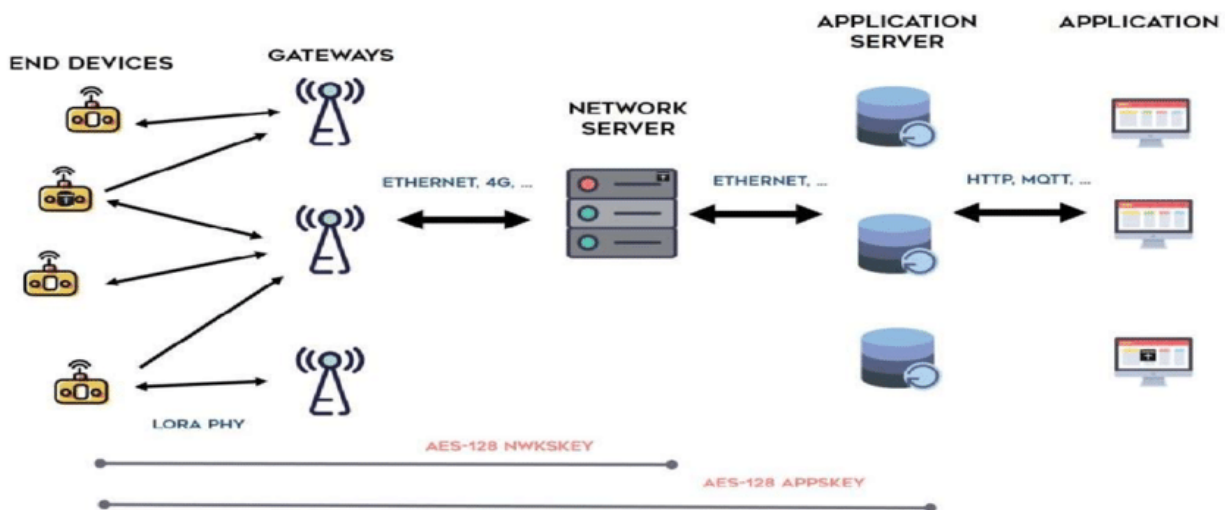 END DEVICES
GATEWAYS
NETWORK
SERVER
APPLICATION
SERVER
APPLICATION
ETHERNET, 4G, ...
ETHERNET, ...
HTTP, MQTT, ...
LORA PHY
AES-128 NWKSKEY
AES-128 APPSKEY